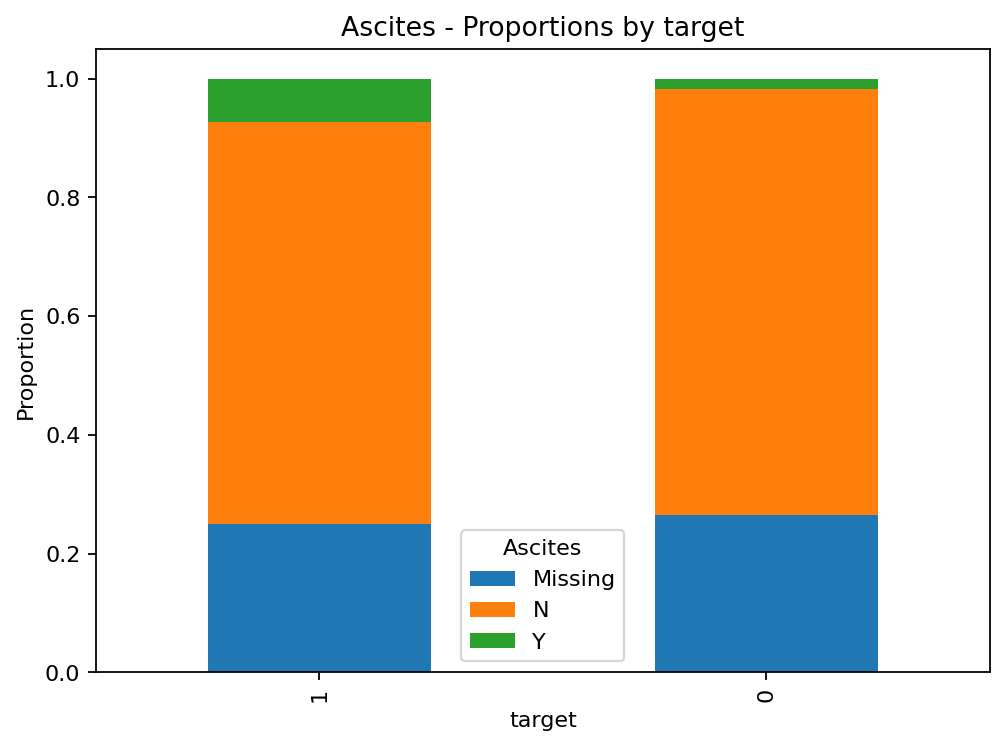 Ascites - Proportions by target
Proportion
1.0
0.8
0.6
0.4
0.2
0.0
Ascites
Missing
N
Y
1
0
target